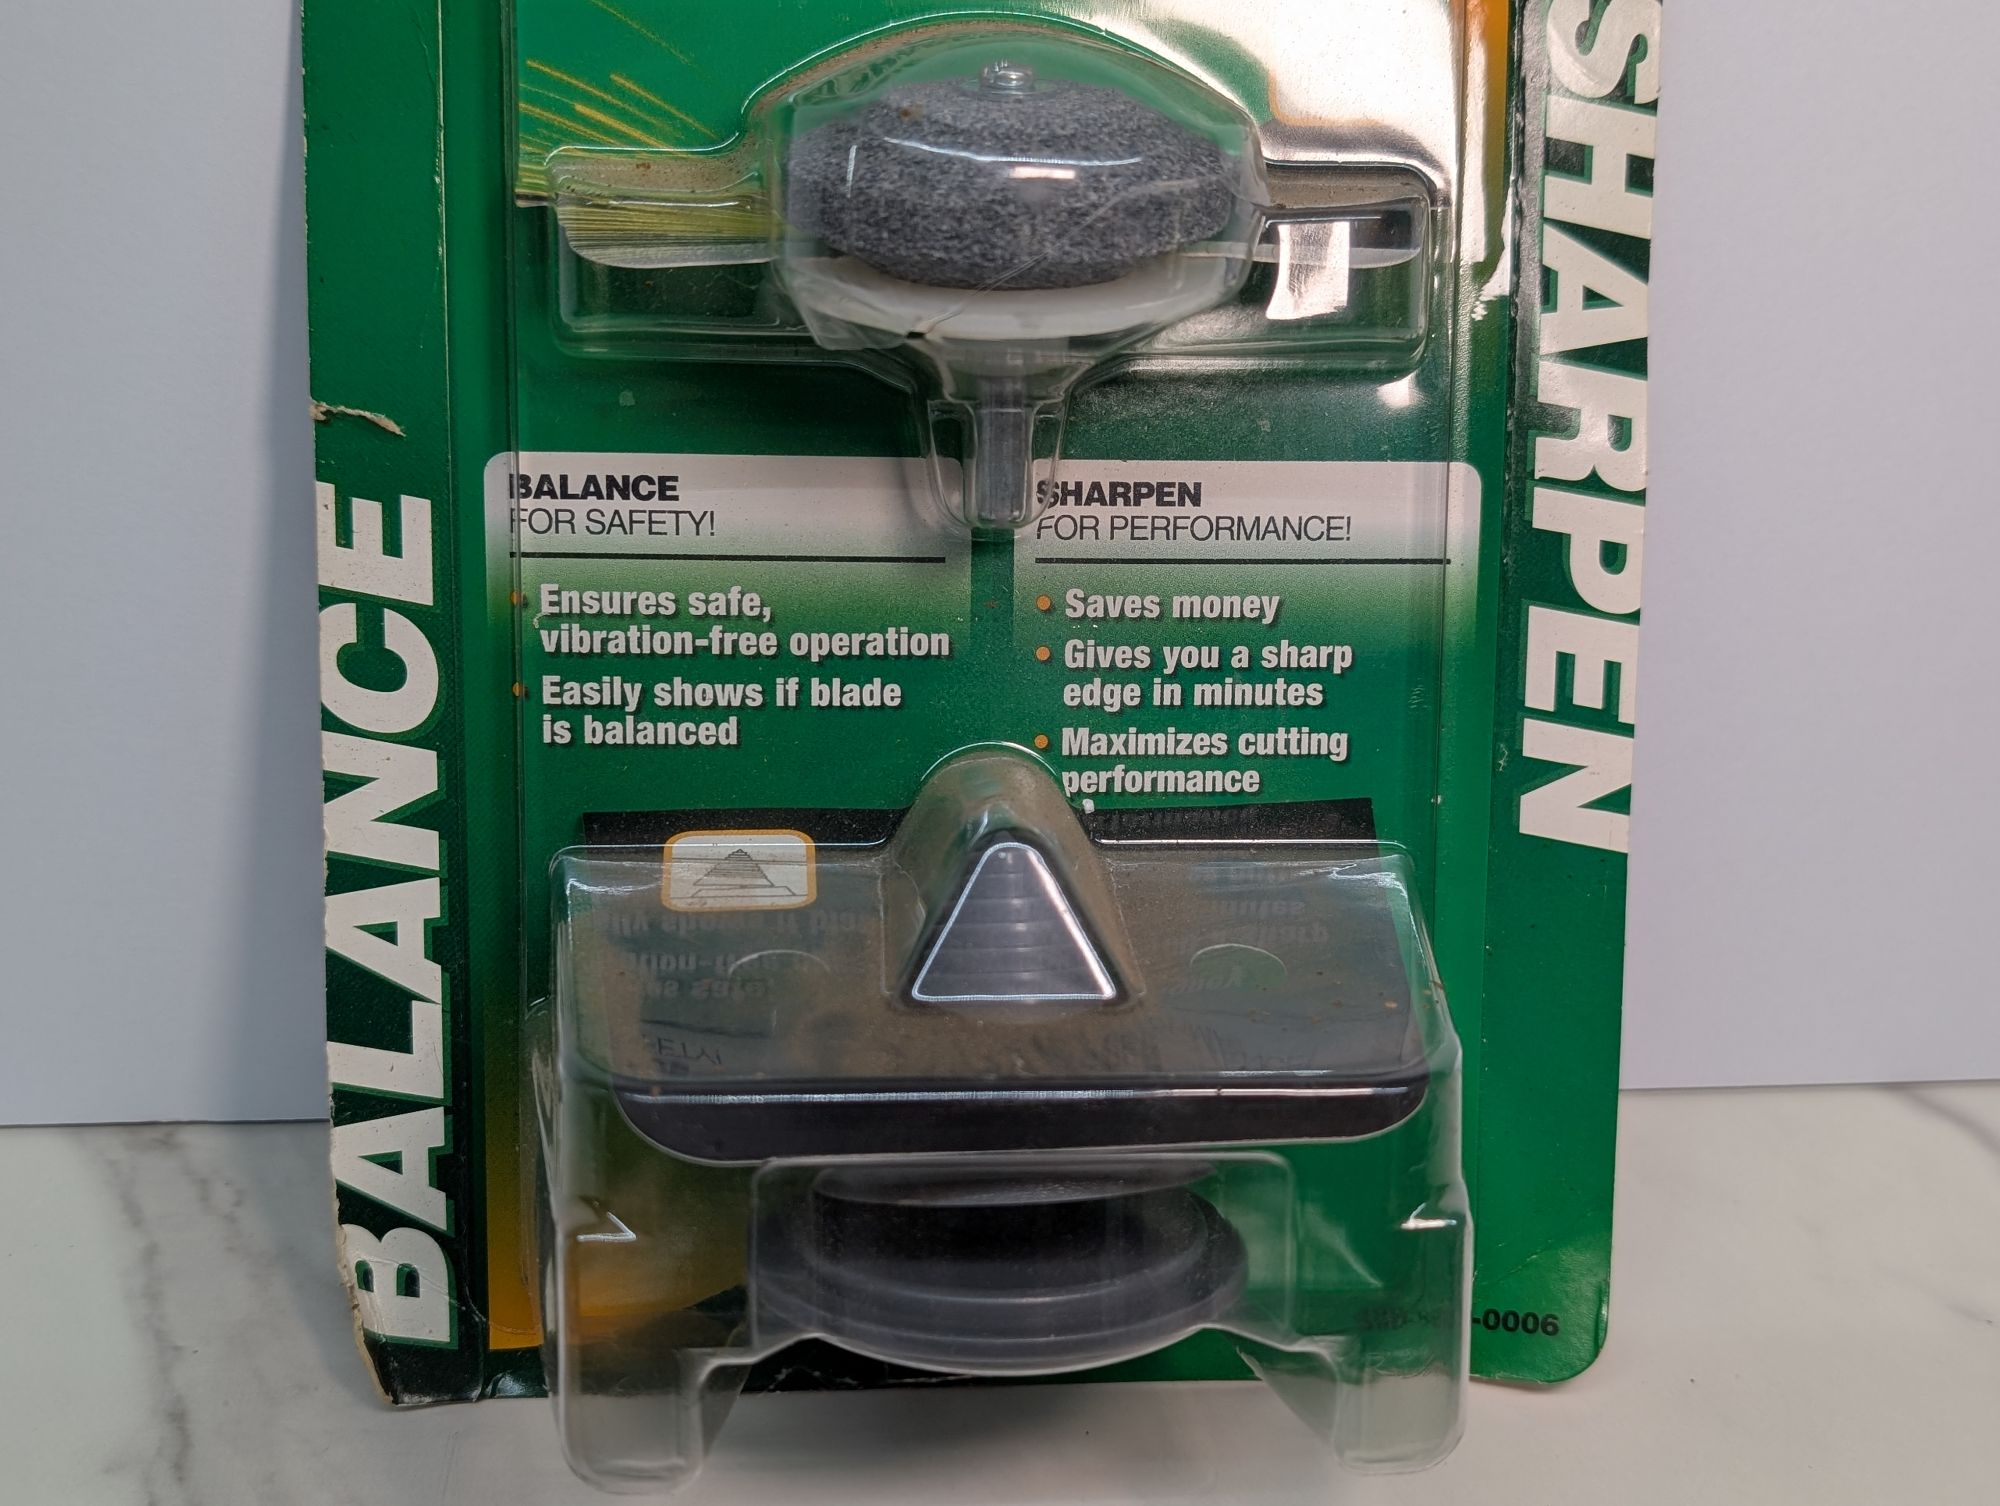 BALANCE
BALANCE
FOR SAFETY!
Ensures safe,
vibration-free operation
Easily shows if blade
is balanced
SHARPEN
FOR PERFORMANCE!
Saves money
Gives you a sharp
edge in minutes
Maximizes cutting
performance
SHARPEN
-0006